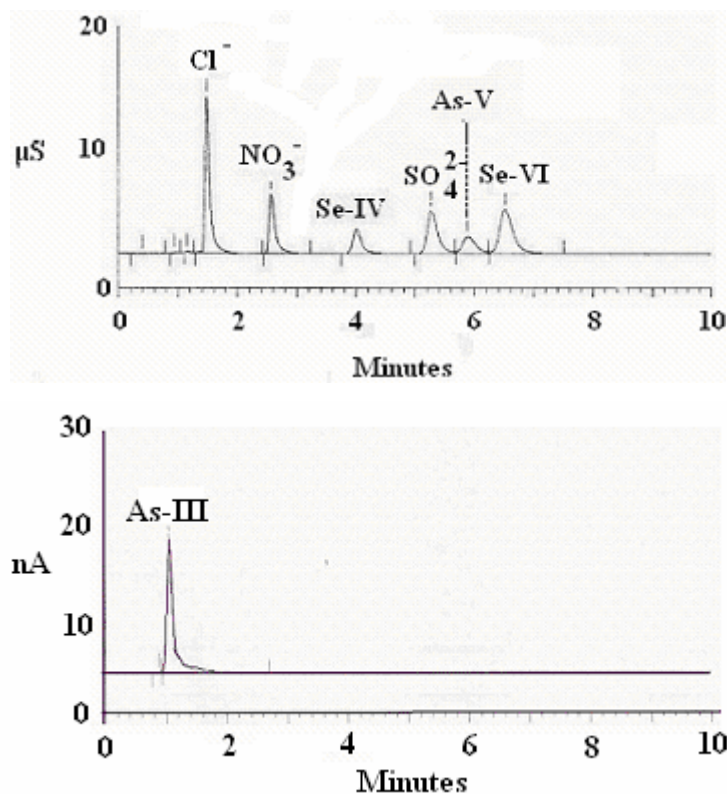 20
Cl⁻
As-V
10
µS
NO₃⁻
SO₄²⁻
Se-VI
Se-IV
0
0 2 4 6 8 10
Minutes
30
As-III
20
nA
10
0
0 2 4 6 8 10
Minutes